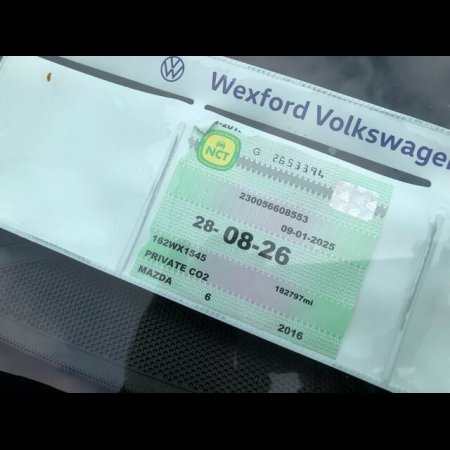 Wexford Volkswagen
G 2653394
NCT
230056608553
09-01-2025
28-08-26
162WX1545
PRIVATE CO2
182797mi
MAZDA 6 2016